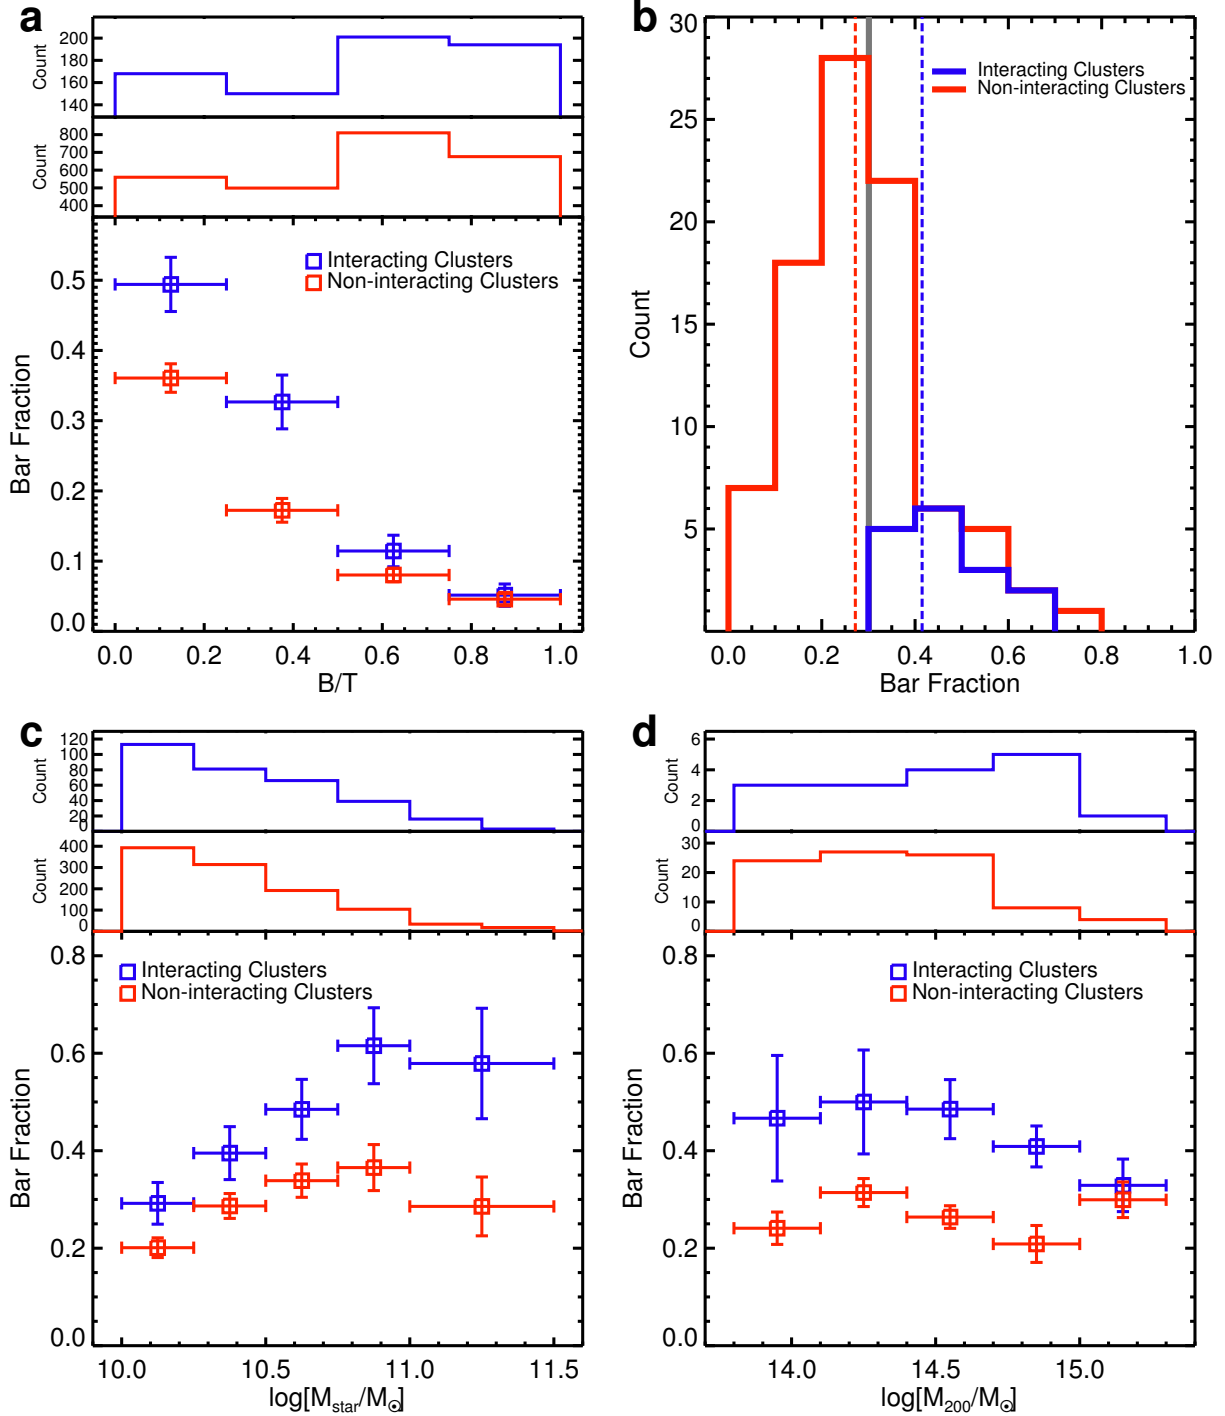 a
200
180
160
140
Count
800
700
600
500
400
Count
Interacting Clusters
Non-interacting Clusters
0.5
0.4
0.3
0.2
0.1
0.0
Bar Fraction
0.0 0.2 0.4 0.6 0.8 1.0
B/T
b
30
25
20
15
10
5
Count
Interacting Clusters
Non-interacting Clusters
0.0 0.2 0.4 0.6 0.8 1.0
Bar Fraction
c
120
100
80
60
40
20
0
Count
400
300
200
100
0
Count
Interacting Clusters
Non-interacting Clusters
0.8
0.6
0.4
0.2
0.0
Bar Fraction
10.0 10.5 11.0 11.5
log[M_star/M_⊙]
d
6
4
2
0
Count
30
20
10
0
Count
Interacting Clusters
Non-interacting Clusters
0.8
0.6
0.4
0.2
0.0
Bar Fraction
14.0 14.5 15.0
log[M_200/M_⊙]